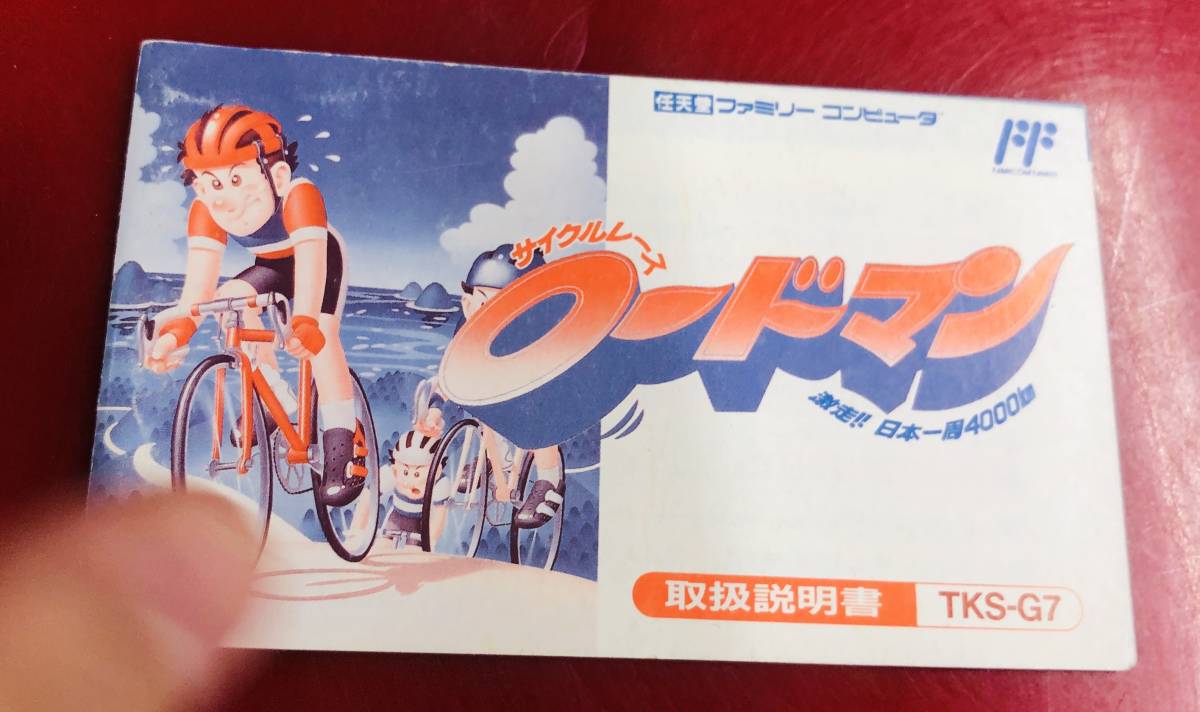 任天堂 ファミリー コンピュータ
サイクルレース
ロードマン
激走!! 日本一周4000km
取扱説明書 TKS-G7